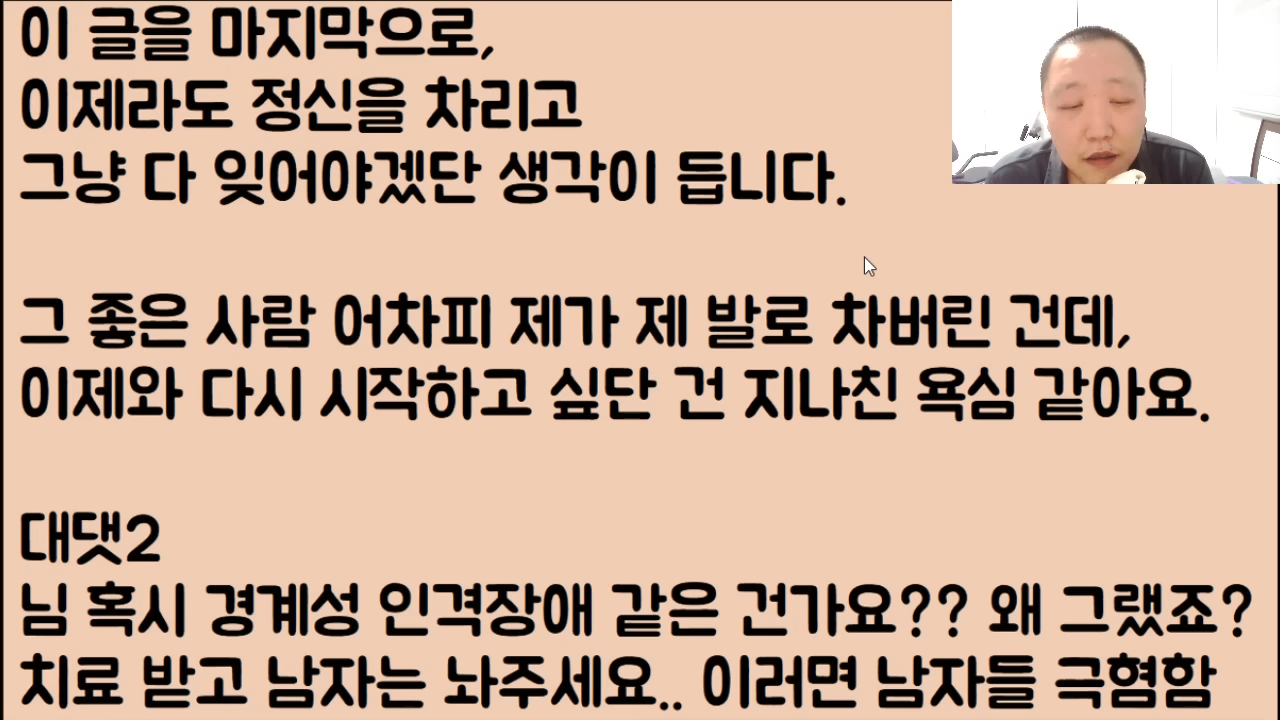 이 글을 마지막으로,
이제라도 정신을 차리고
그냥 다 잊어야겠단 생각이 듭니다.
그 좋은 사람 어차피 제가 제 발로 차버린 건데,
이제와 다시 시작하고 싶단 건 지나친 욕심 같아요.
대댓2
님 혹시 경계성 인격장애 같은 건가요?? 왜 그랬죠?
치료 받고 남자는 놔주세요.. 이러면 남자들 극혐함